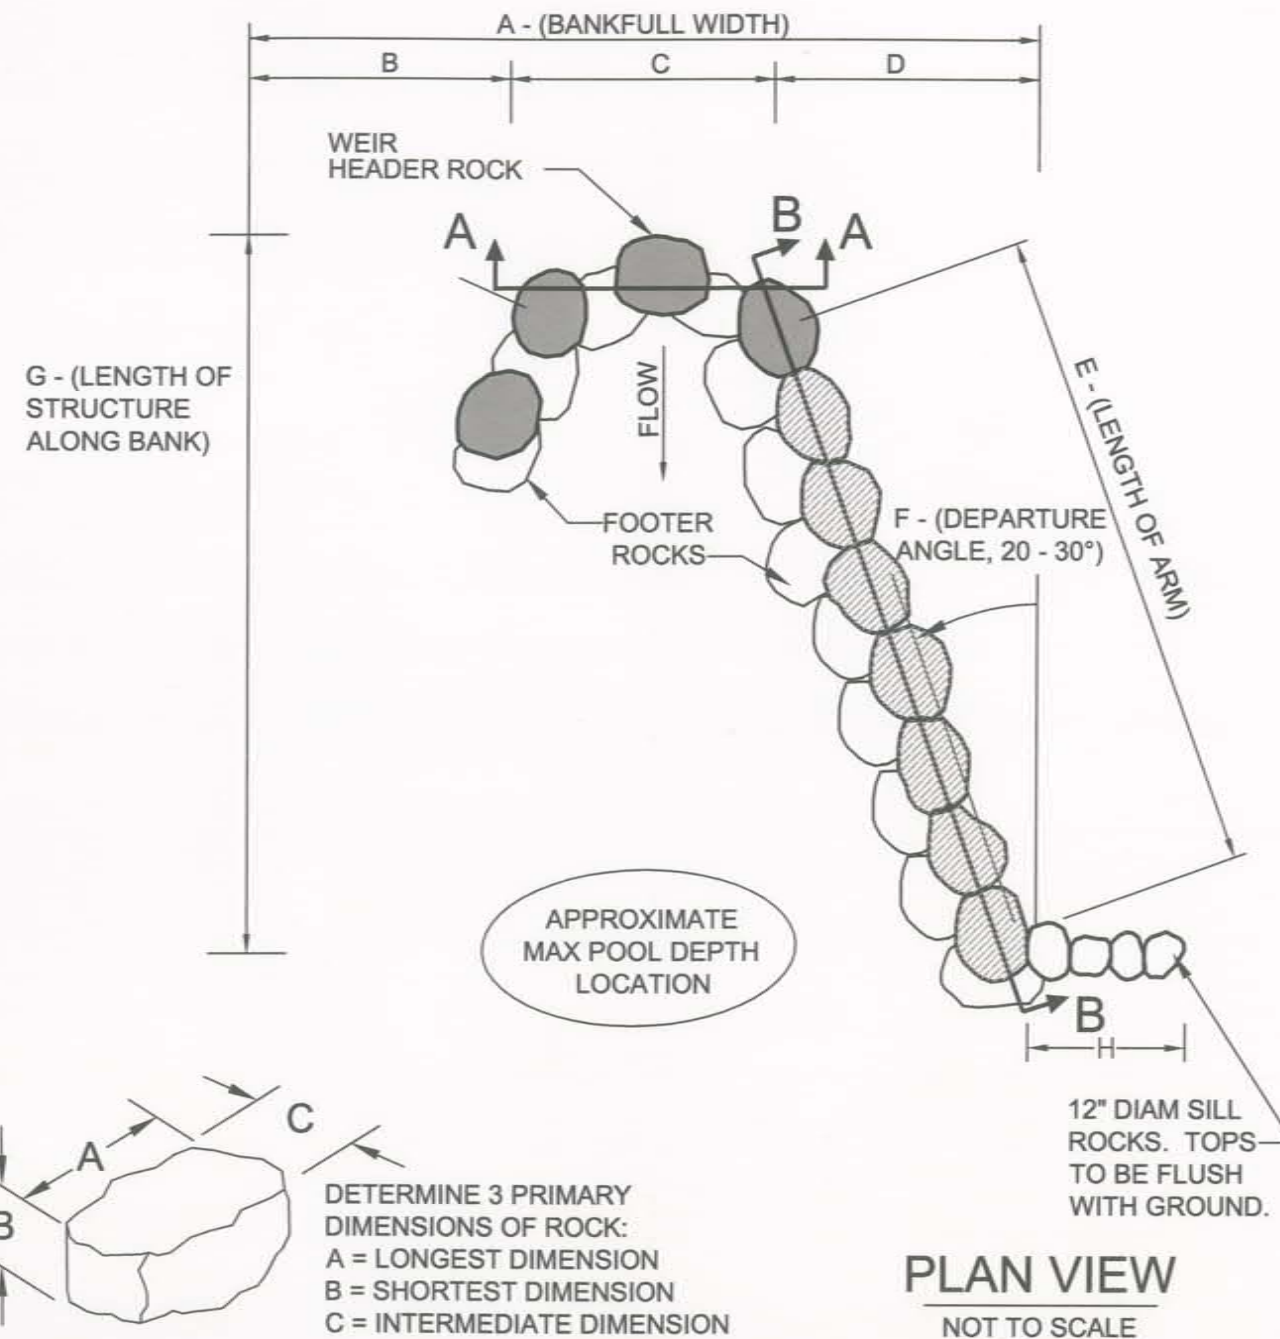 A - (BANKFULL WIDTH)
B
C
D
WEIR
HEADER ROCK
A
B
A
G - (LENGTH OF
STRUCTURE
ALONG BANK)
FLOW
E - (LENGTH OF ARM)
FOOTER
ROCKS
F - (DEPARTURE
ANGLE, 20 - 30°)
APPROXIMATE
MAX POOL DEPTH
LOCATION
B
H
12" DIAM SILL
ROCKS. TOPS
TO BE FLUSH
WITH GROUND.
A
C
B
DETERMINE 3 PRIMARY
DIMENSIONS OF ROCK:
A = LONGEST DIMENSION
B = SHORTEST DIMENSION
C = INTERMEDIATE DIMENSION
PLAN VIEW
NOT TO SCALE